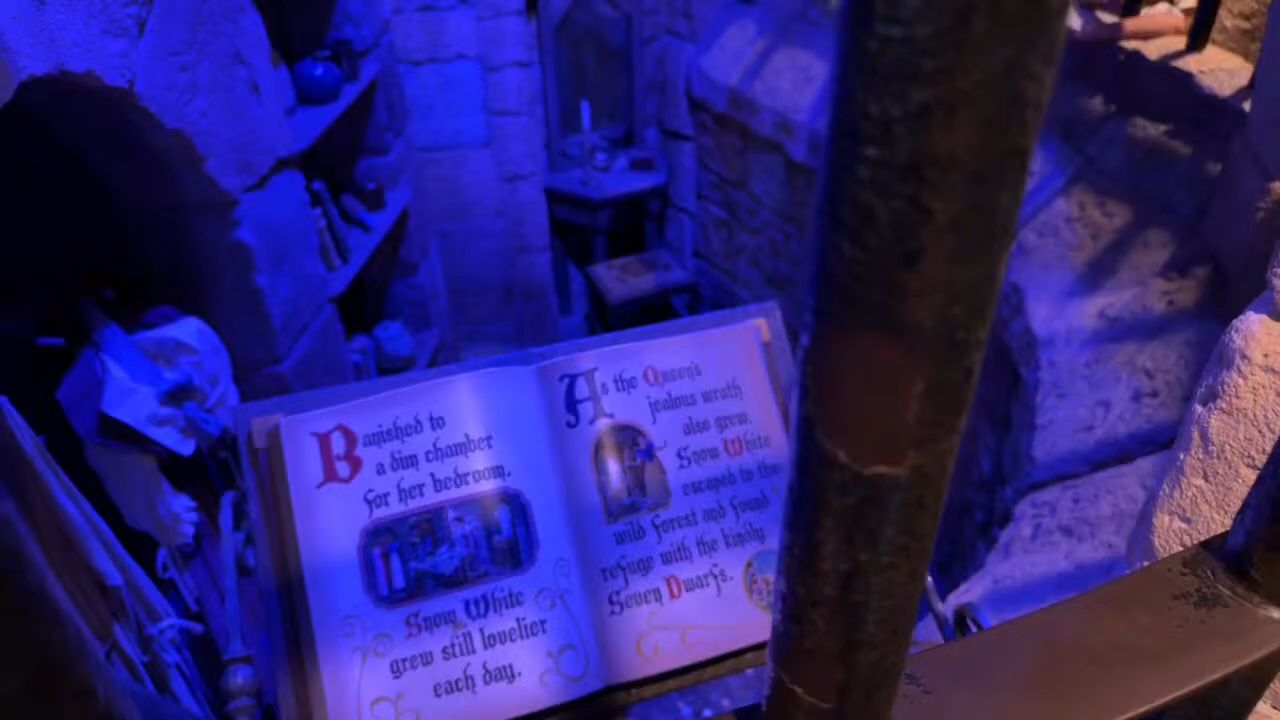 Banished to
a dim chamber
for her bedroom.
Snow White
grew still lovelier
each day.
As the Queen's
jealous wrath
also grew,
Snow White
escaped to the
wild forest and found
refuge with the kindly
Seven Dwarfs.